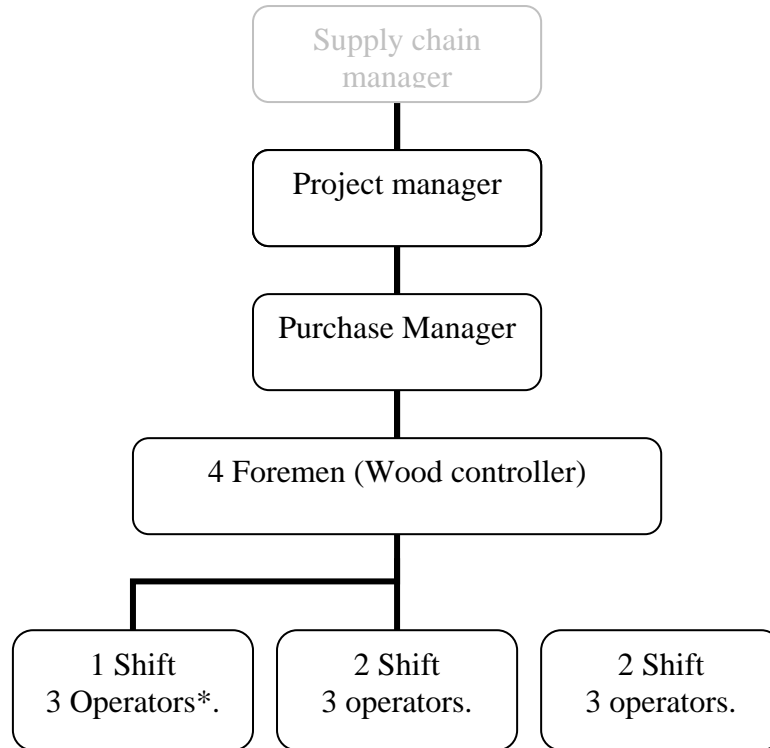 Supply chain
manager
Project manager
Purchase Manager
4 Foremen (Wood controller)
1 Shift
3 Operators*.
2 Shift
3 operators.
2 Shift
3 operators.